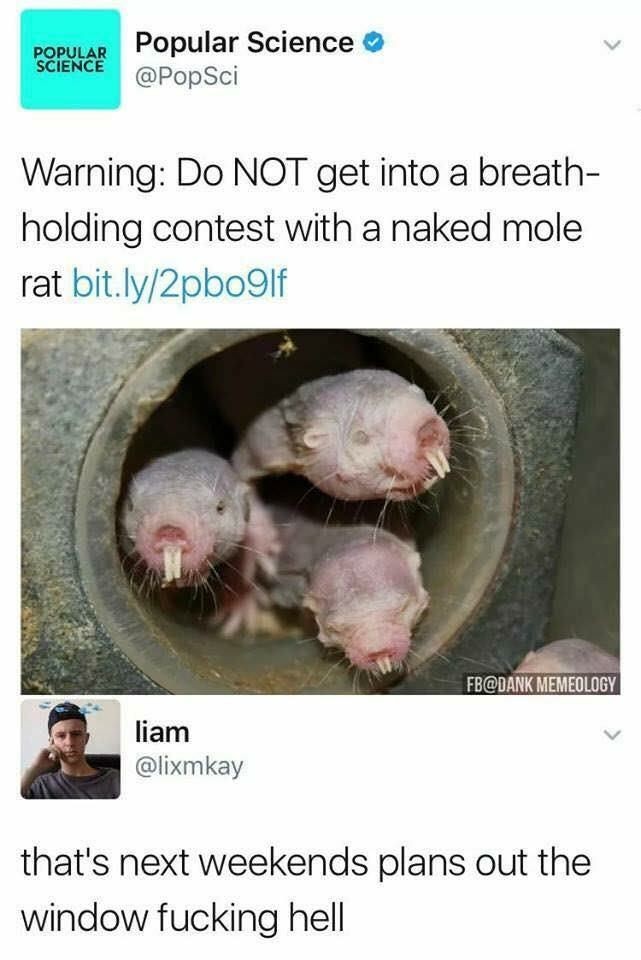 POPULAR
SCIENCE
Popular Science
@PopSci
Warning: Do NOT get into a breath-
holding contest with a naked mole
rat bit.ly/2pbo9lf
FB@DANK MEMEOLOGY
liam
@lixmkay
that's next weekends plans out the
window fucking hell